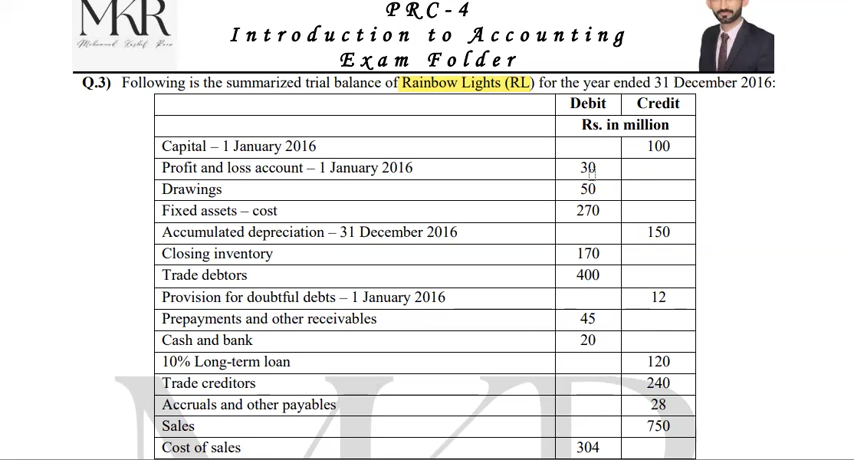 MKR
Muhammad Kashif Raza
PRC-4
Introduction to Accounting
Exam Folder
Q.3) Following is the summarized trial balance of Rainbow Lights (RL) for the year ended 31 December 2016:
Debit Credit
Rs. in million
Capital – 1 January 2016 100
Profit and loss account – 1 January 2016 30
Drawings 50
Fixed assets – cost 270
Accumulated depreciation – 31 December 2016 150
Closing inventory 170
Trade debtors 400
Provision for doubtful debts – 1 January 2016 12
Prepayments and other receivables 45
Cash and bank 20
10% Long-term loan 120
Trade creditors 240
Accruals and other payables 28
Sales 750
Cost of sales 304